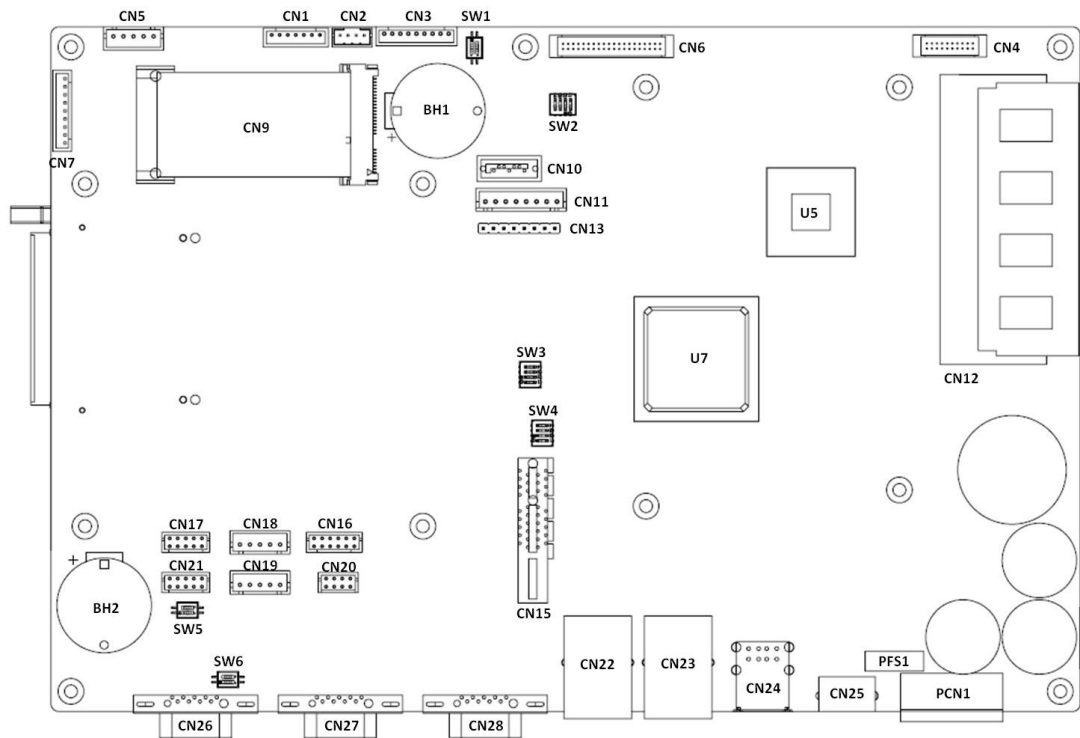 CN5
CN1
CN2
CN3
SW1
CN6
CN4
CN9
BH1
+
SW2
CN7
CN10
CN11
U5
CN13
SW3
U7
CN12
SW4
CN17
CN18
CN16
+
CN21
CN19
CN20
BH2
SW5
CN15
SW6
CN22
CN23
PFS1
CN24
CN25
PCN1
CN26
CN27
CN28